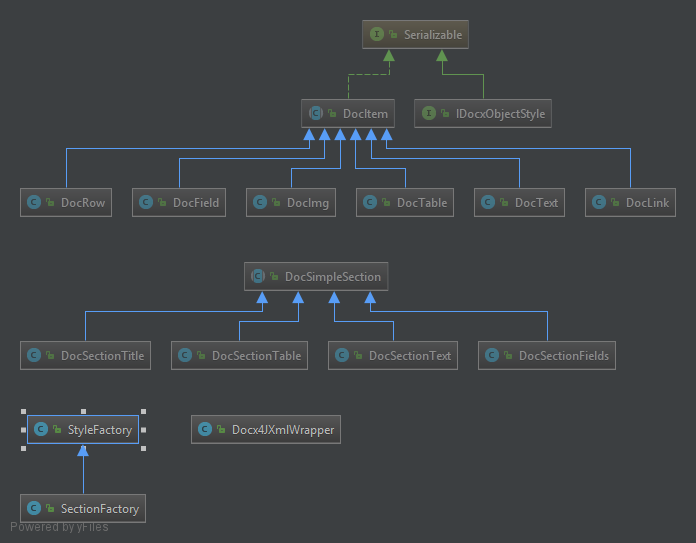 Serializable
DocItem
IDocxObjectStyle
DocRow
DocField
DocImg
DocTable
DocText
DocLink
DocSimpleSection
DocSectionTitle
DocSectionTable
DocSectionText
DocSectionFields
StyleFactory
Docx4JXmlWrapper
SectionFactory
Powered by yFiles